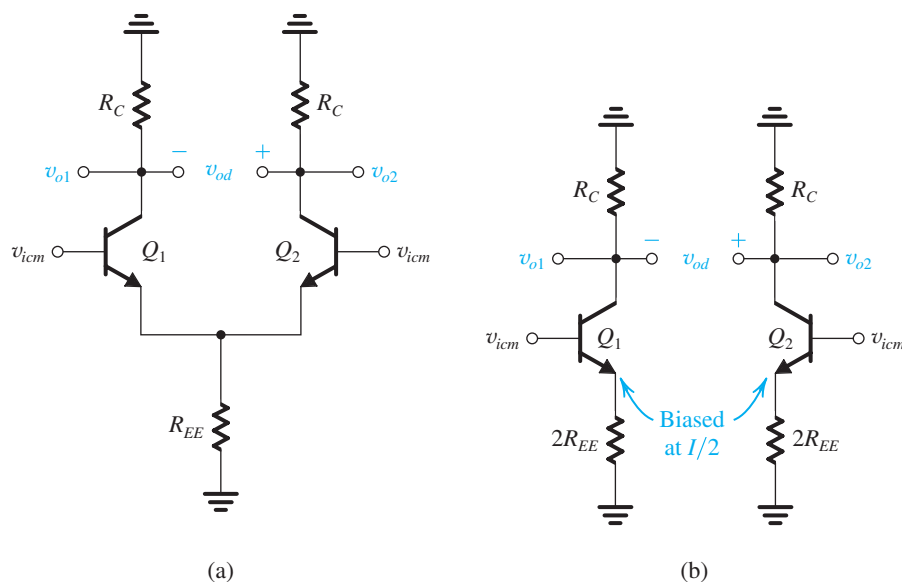 R_C R_C
− +
v_o1 v_od v_o2
v_icm Q_1 Q_2 v_icm
R_EE
(a)
R_C R_C
− +
v_o1 v_od v_o2
v_icm Q_1 Q_2 v_icm
Biased
at I/2
2R_EE 2R_EE
(b)